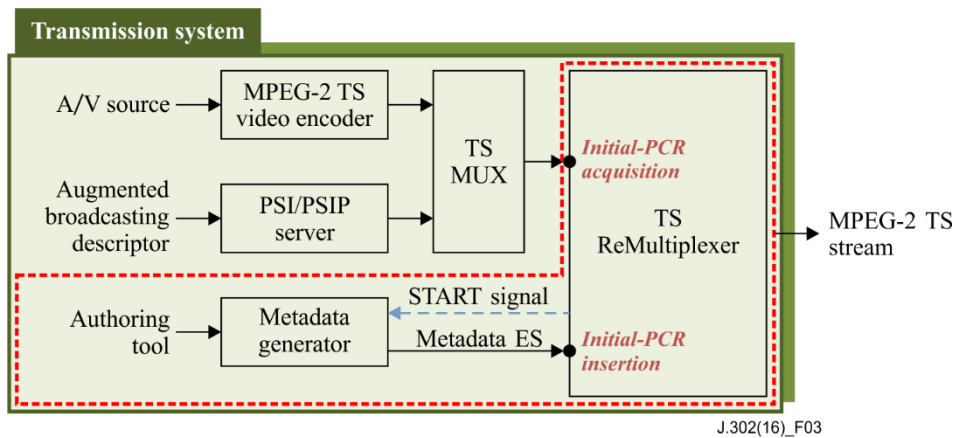 Transmission system
A/V source
MPEG-2 TS
video encoder
TS
MUX
Initial-PCR
acquisition
Augmented
broadcasting
descriptor
PSI/PSIP
server
TS
ReMultiplexer
MPEG-2 TS
stream
START signal
Authoring
tool
Metadata
generator
Metadata ES
Initial-PCR
insertion
J.302(16)_F03